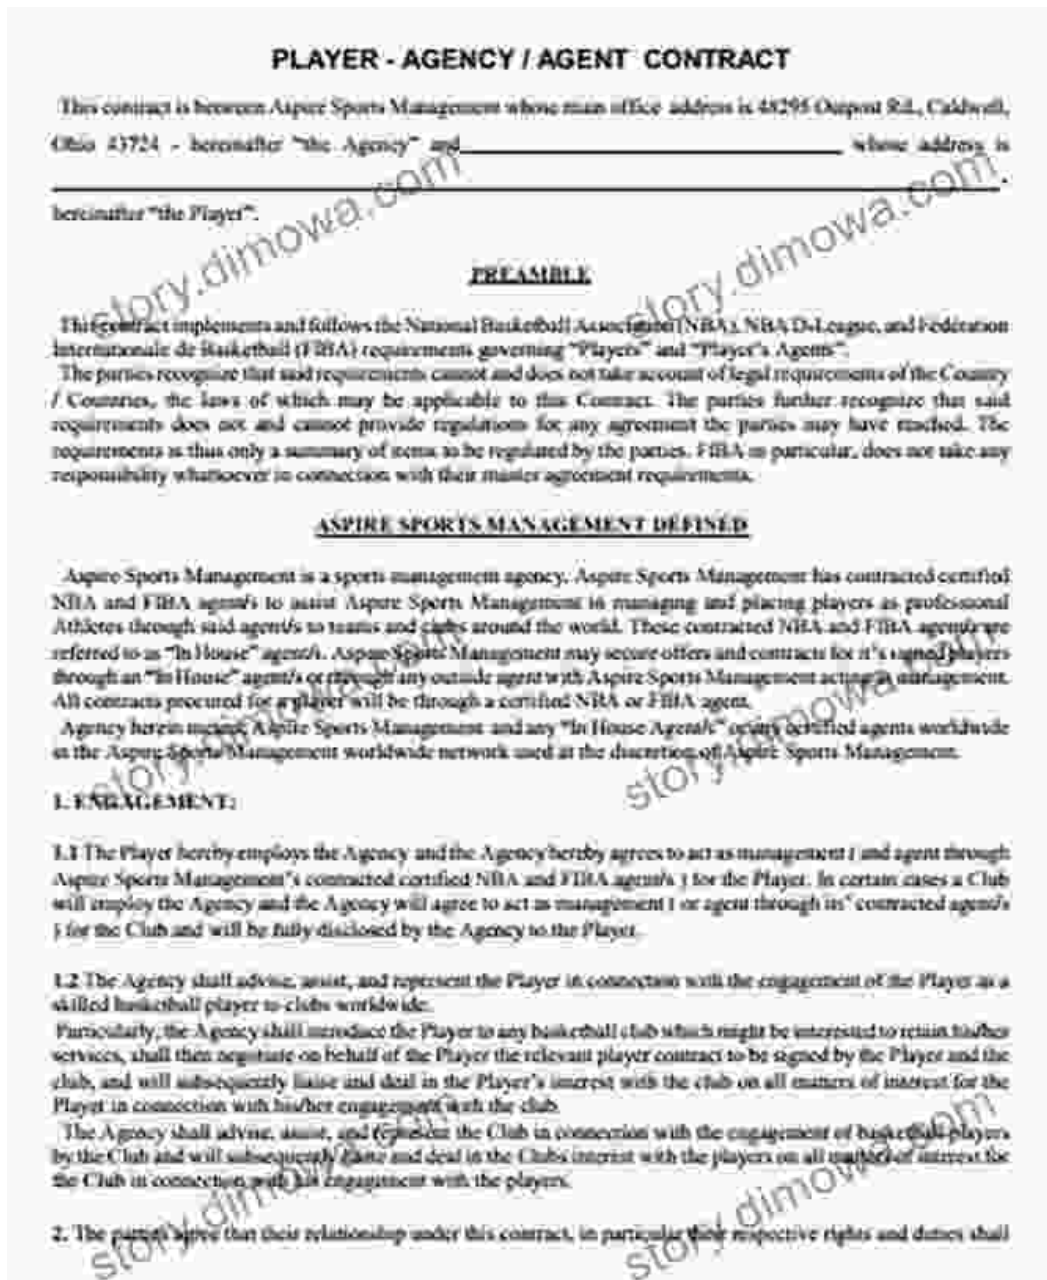 PLAYER - AGENCY / AGENT CONTRACT
This contract is between Aspire Sports Management whose main office address is 48295 Outpost Rd., Caldwell,
Ohio 43724 - hereinafter "the Agency" and whose address is
.
hereinafter "the Player".
PREAMBLE
This contract implements and follows the National Basketball Association (NBA), NBA D-League, and Fédération
Internationale de Basketball (FIBA) requirements governing "Players" and "Player's Agents".
The parties recognize that said requirements cannot and does not take account of legal requirements of the Country
/ Countries, the laws of which may be applicable to this Contract. The parties further recognize that said
requirements does not and cannot provide regulations for any agreement the parties may have reached. The
requirements is thus only a summary of items to be regulated by the parties. FIBA in particular, does not take any
responsibility whatsoever in connection with their master agreement requirements.
ASPIRE SPORTS MANAGEMENT DEFINED
Aspire Sports Management is a sports management agency. Aspire Sports Management has contracted certified
NBA and FIBA agent/s to assist Aspire Sports Management in managing and placing players as professional
Athletes through said agent/s to teams and clubs around the world. These contracted NBA and FIBA agent/s are
referred to as "In House" agent/s. Aspire Sports Management may secure offers and contracts for it's signed players
through an "In House" agent/s or through any outside agent with Aspire Sports Management acting as management.
All contracts procured for a player will be through a certified NBA or FIBA agent.
Agency herein means Aspire Sports Management and any "In House Agent/s" or any certified agents worldwide
in the Aspire Sports Management worldwide network used at the discretion of Aspire Sports Management.
1. ENGAGEMENT:
1.1 The Player hereby employs the Agency and the Agency hereby agrees to act as management ( and agent through
Aspire Sports Management's contracted certified NBA and FIBA agent/s ) for the Player. In certain cases a Club
will employ the Agency and the Agency will agree to act as management ( or agent through its' contracted agent/s
) for the Club and will be fully disclosed by the Agency to the Player.
1.2 The Agency shall advise, assist, and represent the Player in connection with the engagement of the Player as a
skilled basketball player to clubs worldwide.
Particularly, the Agency shall introduce the Player to any basketball club which might be interested to retain his/her
services, shall then negotiate on behalf of the Player the relevant player contract to be signed by the Player and the
club, and will subsequently liaise and deal in the Player's interest with the club on all matters of interest for the
Player in connection with his/her engagement with the club.
The Agency shall advise, assist, and represent the Club in connection with the engagement of basketball players
by the Club and will subsequently liaise and deal in the Clubs interest with the players on all matters of interest for
the Club in connection with his engagement with the players.
2. The parties agree that their relationship under this contract, in particular their respective rights and duties shall
story.dimowa.com
story.dimowa.com
story.dimowa.com
story.dimowa.com
story.dimowa.com
story.dimowa.com